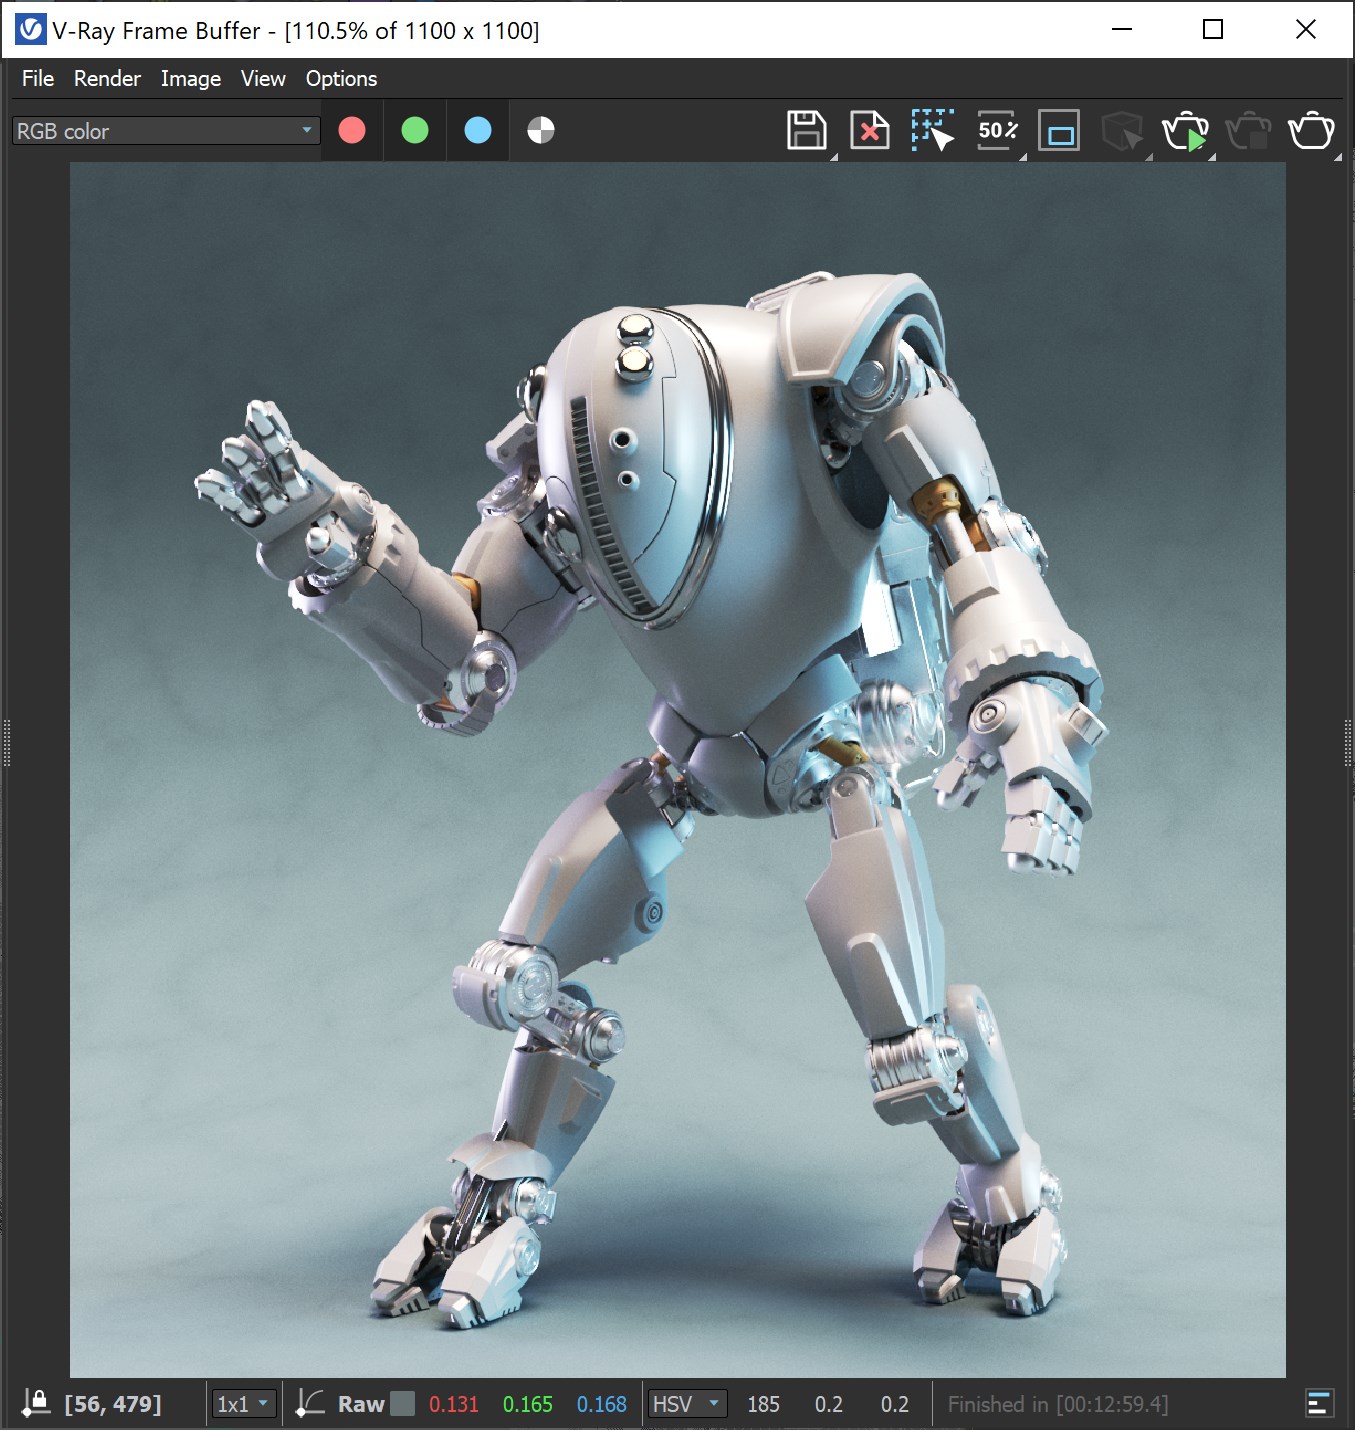 V-Ray Frame Buffer - [110.5% of 1100 x 1100]
File Render Image View Options
RGB color
50%
[56, 479] 1x1 Raw 0.131 0.165 0.168 HSV 185 0.2 0.2 Finished in [00:12:59.4]